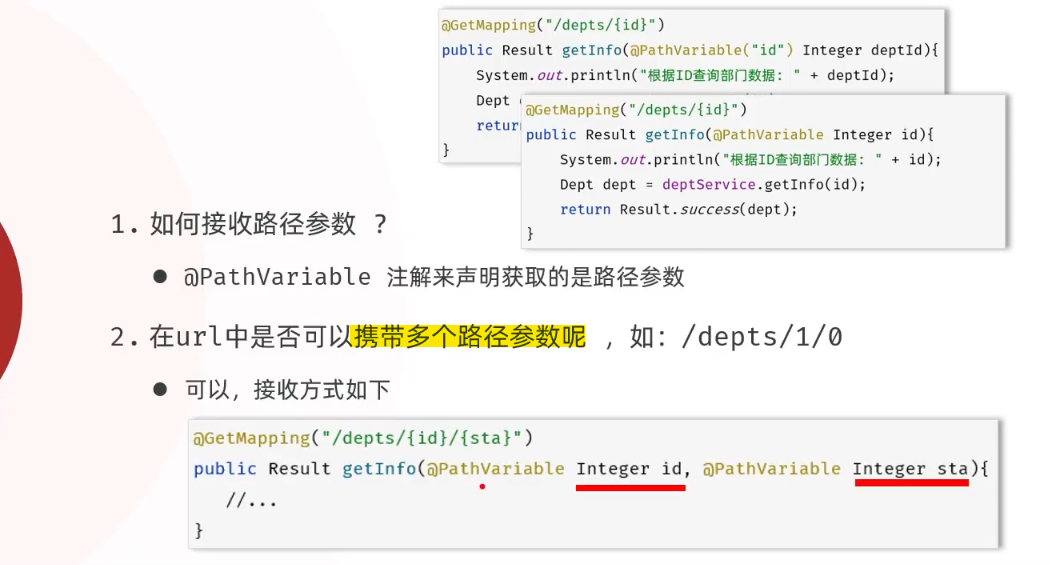 @GetMapping("/depts/{id}")
public Result getInfo(@PathVariable("id") Integer deptId){
System.out.println("根据ID查询部门数据: " + deptId);
Dept
return
}
@GetMapping("/depts/{id}")
public Result getInfo(@PathVariable Integer id){
System.out.println("根据ID查询部门数据: " + id);
Dept dept = deptService.getInfo(id);
return Result.success(dept);
}
1. 如何接收路径参数 ?
● @PathVariable 注解来声明获取的是路径参数
2. 在url中是否可以携带多个路径参数呢 ，如: /depts/1/0
● 可以，接收方式如下
@GetMapping("/depts/{id}/{sta}")
public Result getInfo(@PathVariable Integer id, @PathVariable Integer sta){
//...
}